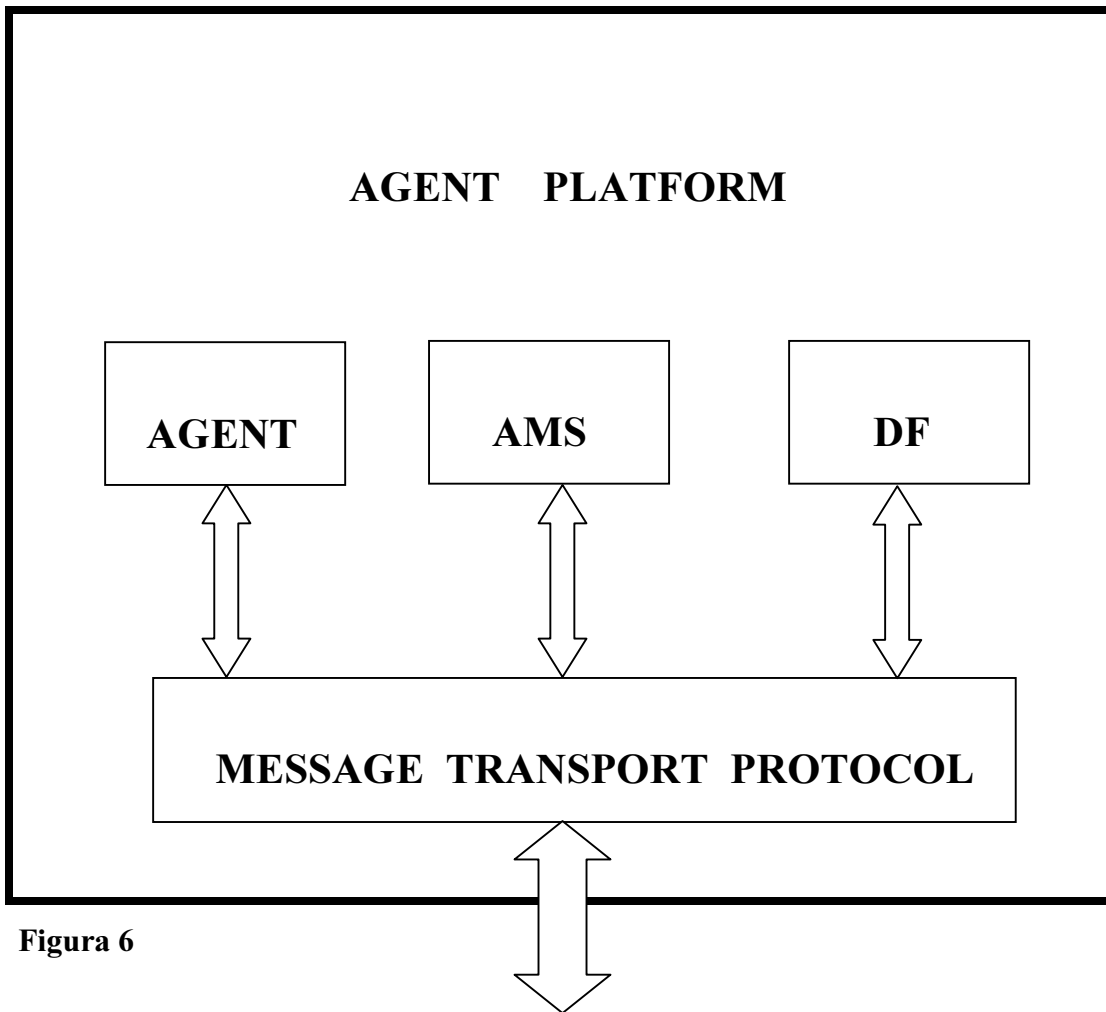 AGENT PLATFORM
AGENT AMS DF
MESSAGE TRANSPORT PROTOCOL
Figura 6